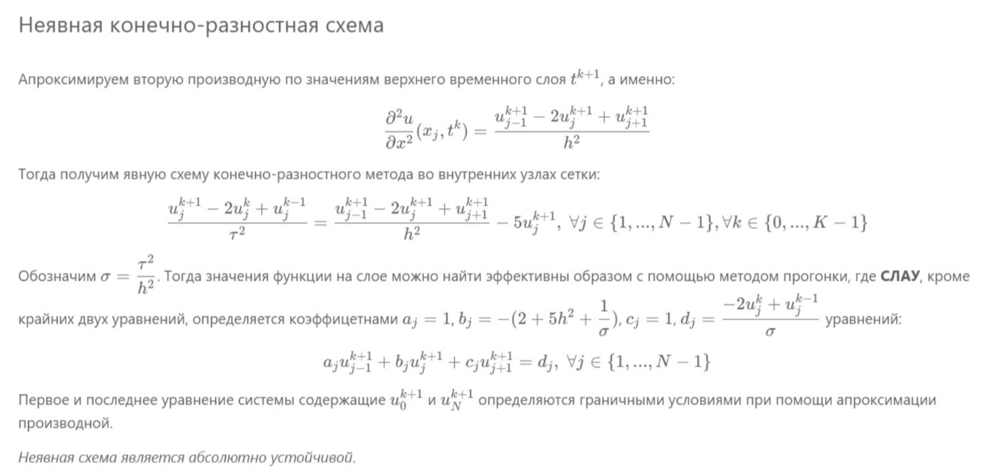 Неявная конечно-разностная схема
Апроксимируем вторую производную по значениям верхнего временного слоя $t^{k+1}$, а именно:
$$\frac{\partial^2 u}{\partial x^2}(x_j, t^k) = \frac{u_{j-1}^{k+1} - 2u_j^{k+1} + u_{j+1}^{k+1}}{h^2}$$
Тогда получим явную схему конечно-разностного метода во внутренних узлах сетки:
$$\frac{u_j^{k+1} - 2u_j^k + u_j^{k-1}}{\tau^2} = \frac{u_{j-1}^{k+1} - 2u_j^{k+1} + u_{j+1}^{k+1}}{h^2} - 5u_j^{k+1}, \ \forall j \in \{1, ..., N-1\}, \forall k \in \{0, ..., K-1\}$$
Обозначим $\sigma = \frac{\tau^2}{h^2}$. Тогда значения функции на слое можно найти эффективны образом с помощью методом прогонки, где СЛАУ, кроме
крайних двух уравнений, определяется коэффицетнами $a_j = 1, b_j = -(2 + 5h^2 + \frac{1}{\sigma}), c_j = 1, d_j = \frac{-2u_j^k + u_j^{k-1}}{\sigma}$ уравнений:
$$a_j u_{j-1}^{k+1} + b_j u_j^{k+1} + c_j u_{j+1}^{k+1} = d_j, \ \forall j \in \{1, ..., N-1\}$$
Первое и последнее уравнение системы содержащие $u_0^{k+1}$ и $u_N^{k+1}$ определяются граничными условиями при помощи апроксимации
производной.
Неявная схема является абсолютно устойчивой.